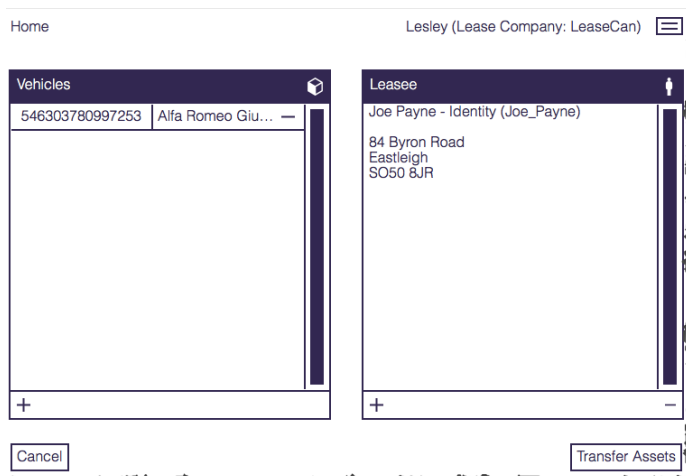 Home
Lesley (Lease Company: LeaseCan)
Vehicles
546303780997253 Alfa Romeo Giu... −
+
Leasee
Joe Payne - Identity (Joe_Payne)
84 Byron Road
Eastleigh
SO50 8JR
+ −
Cancel
Transfer Assets